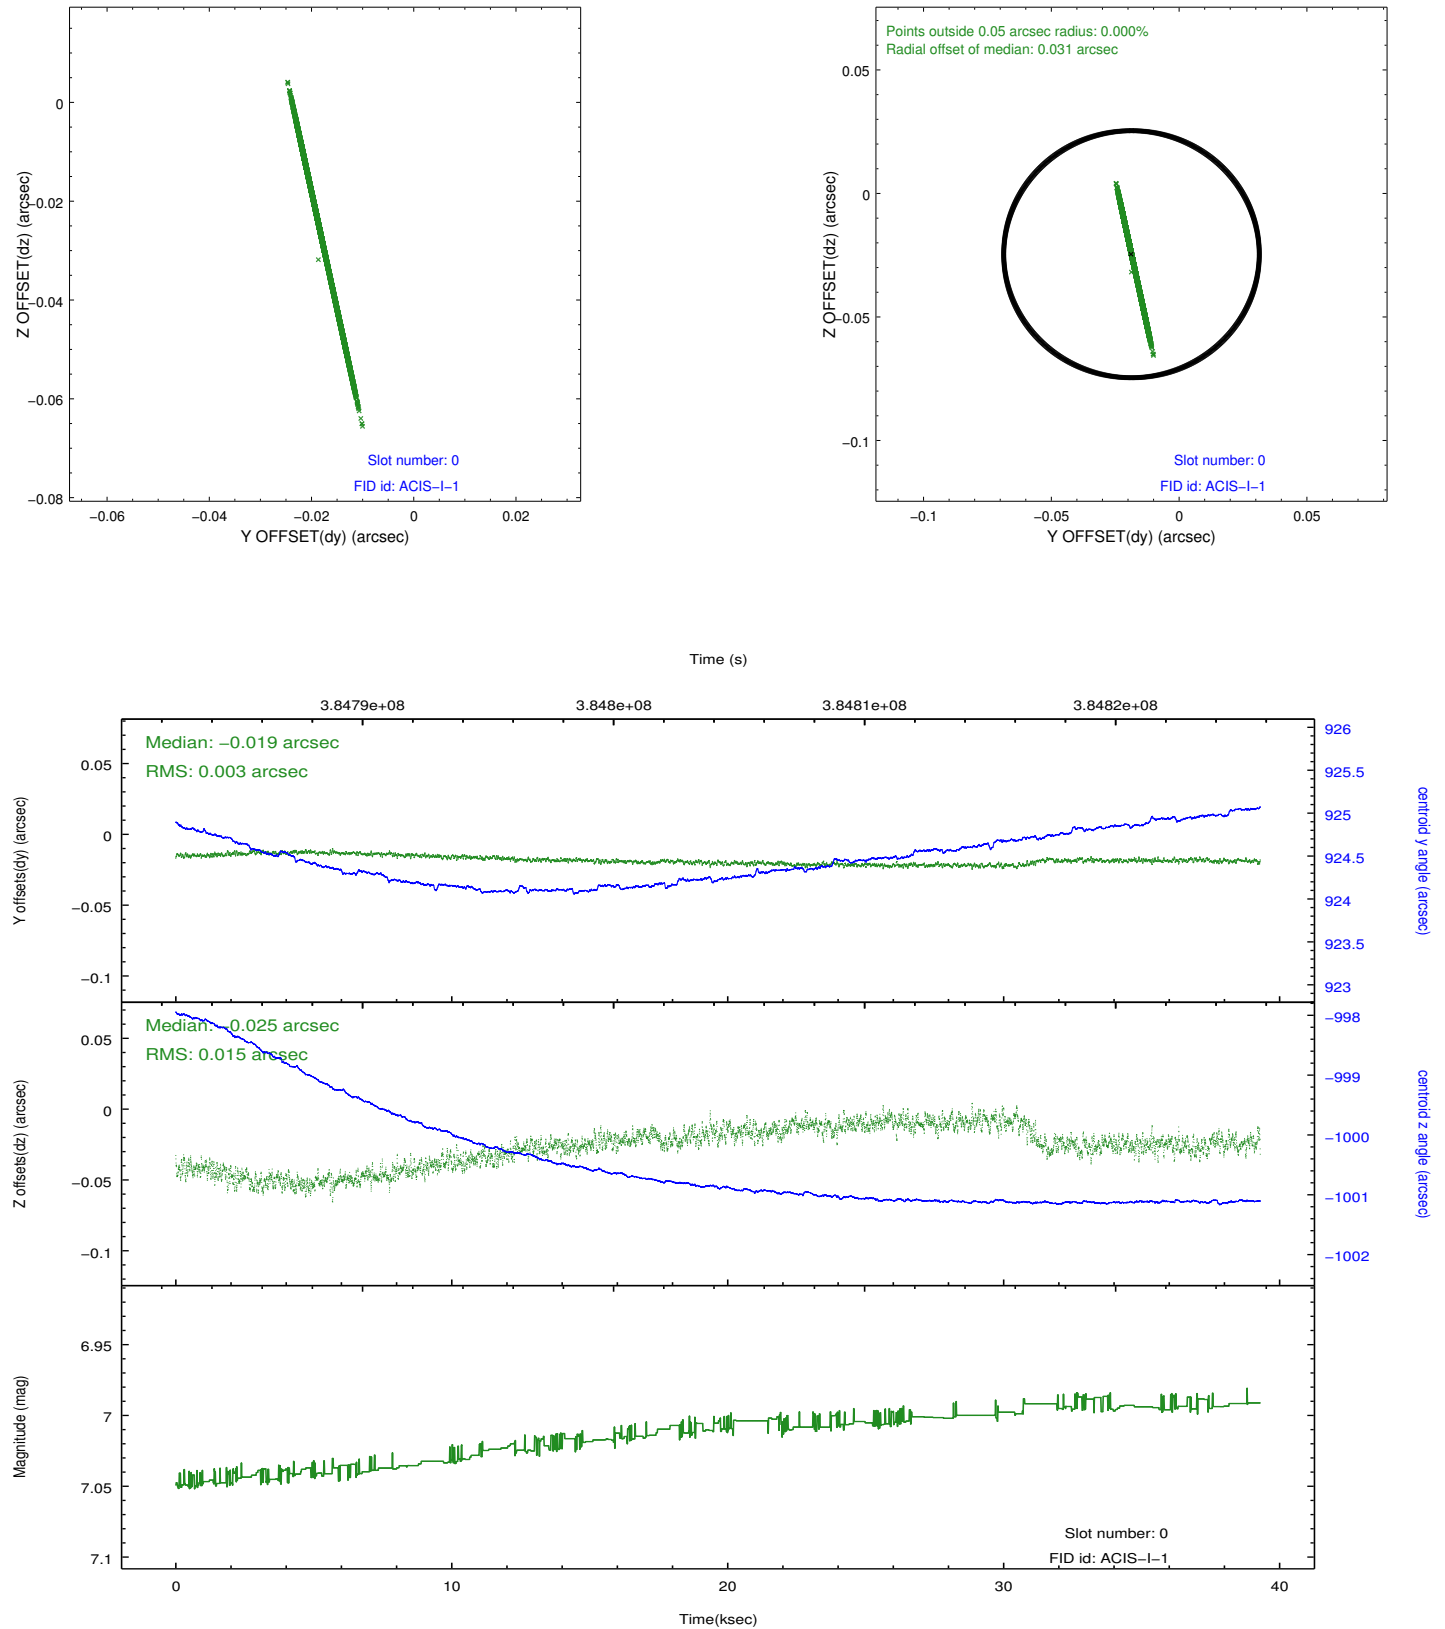 0
−0.02
−0.04
−0.06
−0.08
Z OFFSET(dz) (arcsec)
Slot number: 0
FID id: ACIS−I−1
−0.06
−0.04
−0.02
0
0.02
Y OFFSET(dy) (arcsec)
Points outside 0.05 arcsec radius: 0.000%
Radial offset of median: 0.031 arcsec
0.05
0
−0.05
−0.1
Z OFFSET(dz) (arcsec)
Slot number: 0
FID id: ACIS−I−1
−0.1
−0.05
0
0.05
Y OFFSET(dy) (arcsec)
Time (s)
3.8479e+08
3.848e+08
3.8481e+08
3.8482e+08
Median: −0.019 arcsec
RMS: 0.003 arcsec
0.05
0
−0.05
−0.1
Y offsets(dy) (arcsec)
926
925.5
925
924.5
924
923.5
923
centroid y angle (arcsec)
Median: −0.025 arcsec
RMS: 0.015 arcsec
0.05
0
−0.05
−0.1
Z offsets(dz) (arcsec)
−998
−999
−1000
−1001
−1002
centroid z angle (arcsec)
6.95
7
7.05
7.1
Magnitude (mag)
Slot number: 0
FID id: ACIS−I−1
0
10
20
30
40
Time(ksec)